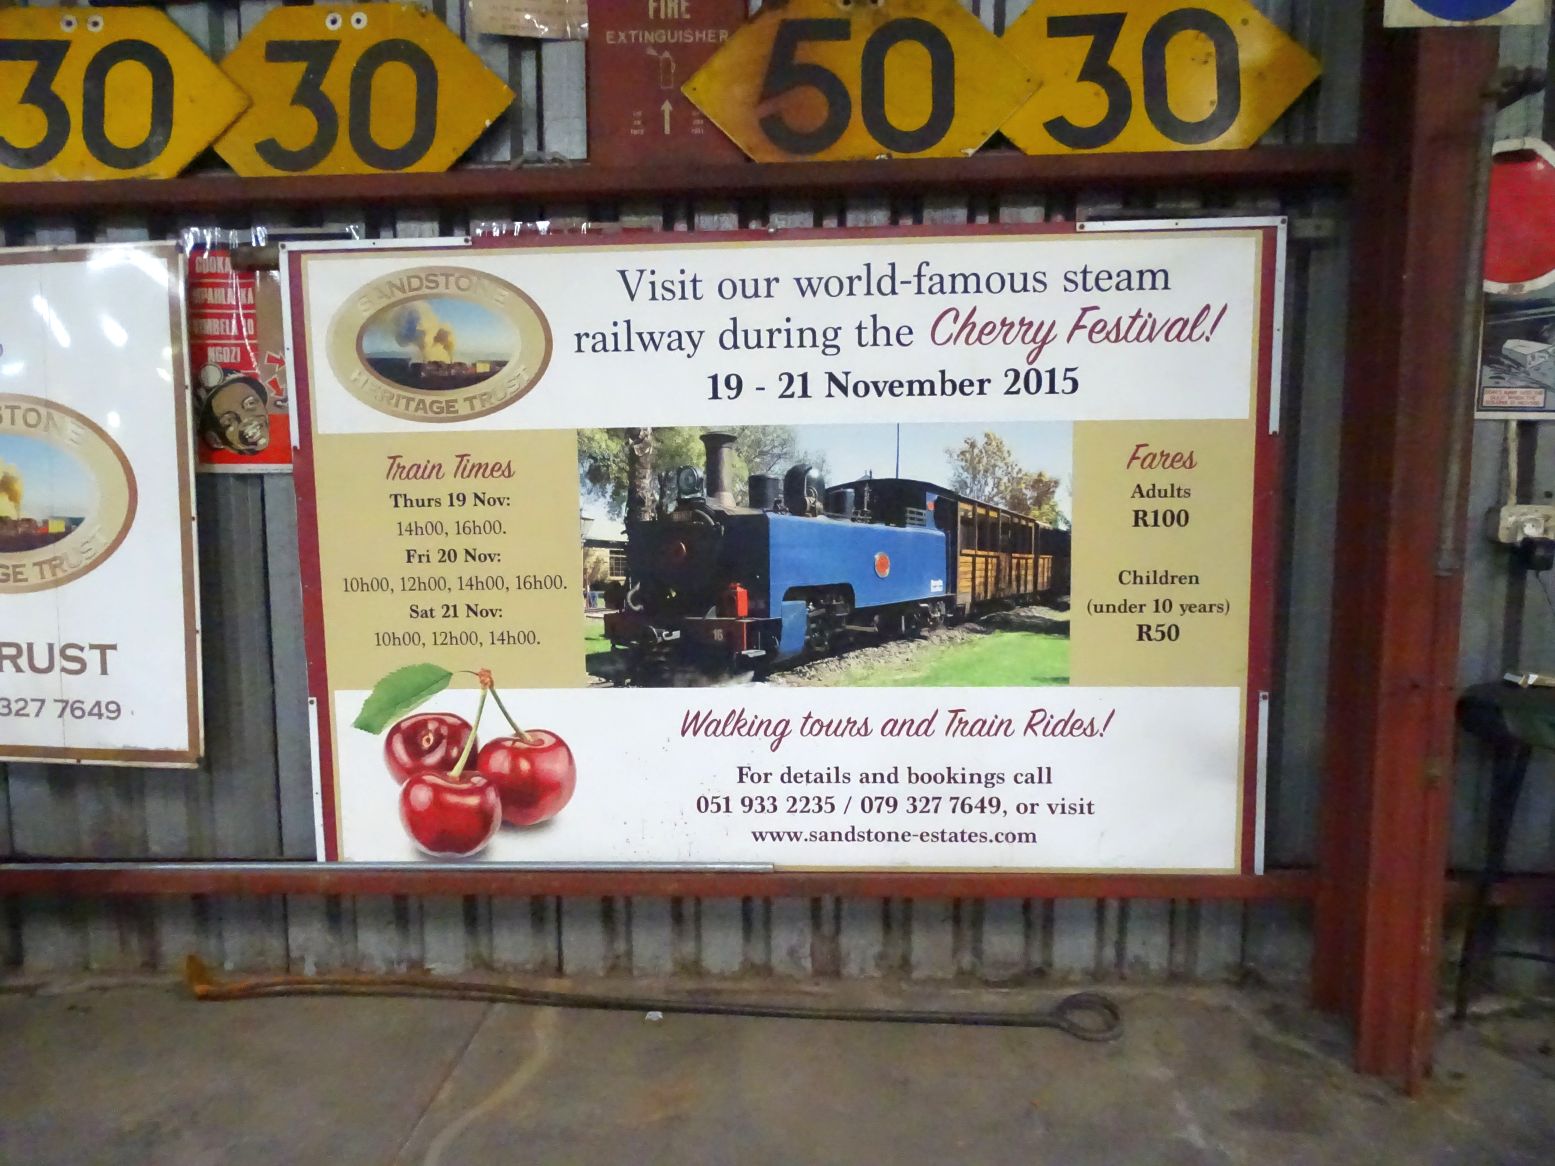 30
30
FIRE
EXTINGUISHER
50
30
STONE
GE TRUST
RUST
327 7649
NGOZI
SANDSTONE
HERITAGE TRUST
Visit our world-famous steam
railway during the Cherry Festival!
19 - 21 November 2015
Train Times
Thurs 19 Nov:
14h00, 16h00.
Fri 20 Nov:
10h00, 12h00, 14h00, 16h00.
Sat 21 Nov:
10h00, 12h00, 14h00.
16
Fares
Adults
R100
Children
(under 10 years)
R50
Walking tours and Train Rides!
For details and bookings call
051 933 2235 / 079 327 7649, or visit
www.sandstone-estates.com